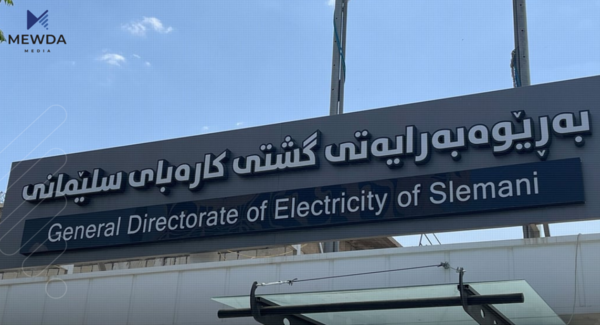 MEWDA
MEDIA
بەڕێوەبەرایەتی گشتی کارەبای سلێمانی
General Directorate of Electricity of Slemani